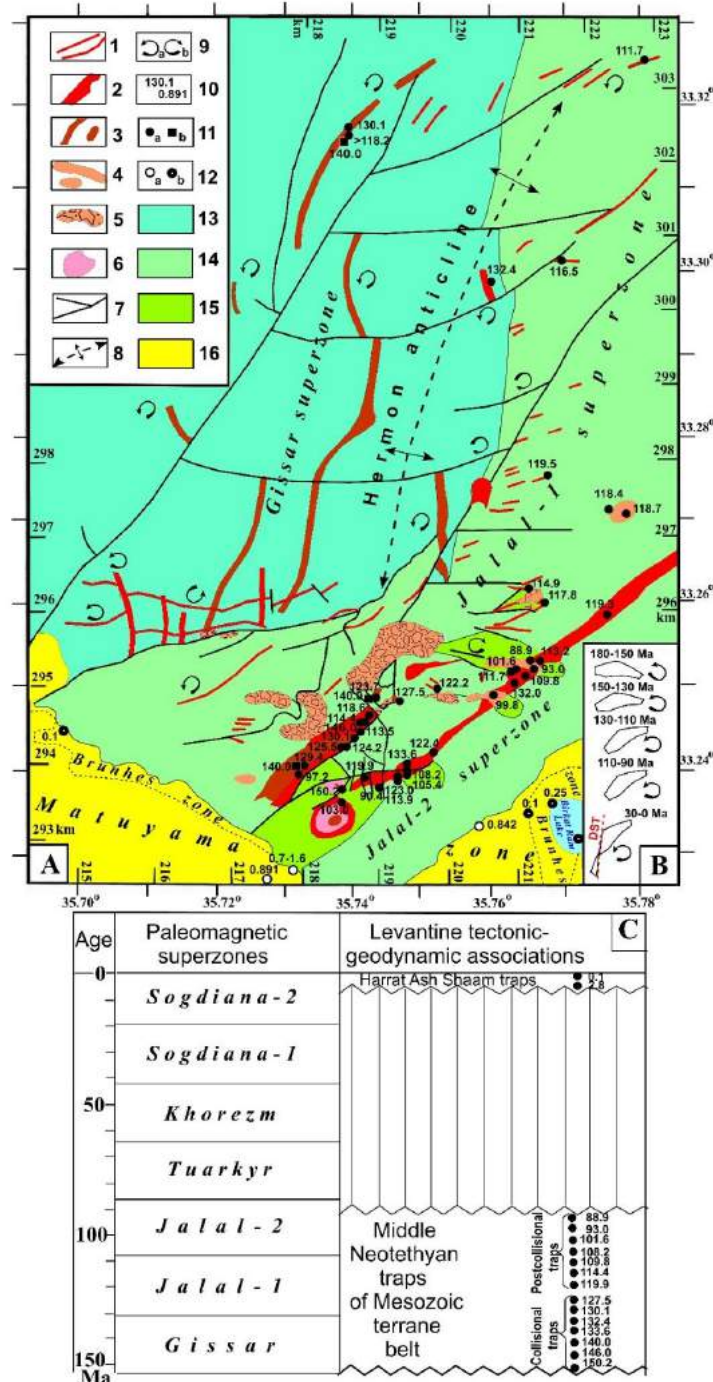 km 218 219 220 221 222 223
1
2
3
4
5
6
7
8
a b 9
130.1
0.891 10
a b 11
a b 12
13
14
15
16
111.7
303
33.32°
130.1
>118.2
140.0
302
301
132.4
116.5
33.30°
300
Hermon anticline
Gissar superzone
Jalal-1 superzone
299
298
33.28°
298
119.5
118.4
118.7
297
297
114.9
117.8
33.26°
296
296
km
119.3
295
88.9
113.2
101.6
93.0
111.7
109.8
132.0
99.8
122.2
127.5
140.0
118.6
114.4
113.5
130.1
125.5
124.2
129.4
140.0
97.2
119.9
133.6
122.4
108.2
105.4
123.0
90.4
113.9
150.2
Jalal-2 superzone
33.24°
0.1
294
Brunhes zone
Matuyama zone
293 km
0.7-1.6
0.891
0.842
0.1
0.25
Birkat Ram
Lake
Brunhes zone
180-150 Ma
150-130 Ma
130-110 Ma
110-90 Ma
30-0 Ma
DST
A
B
215 216 217 218 219 220 221
35.70° 35.72° 35.74° 35.76° 35.78°
C
Age
Paleomagnetic
superzones
Levantine tectonic-
geodynamic associations
0
Harrat Ash Shaam traps
0.1
2.8
Sogdiana-2
Sogdiana-1
50
Khorezm
Tuarkyr
100
Jalal-2
Jalal-1
Gissar
150
Ma
Middle
Neotethyan
traps
of Mesozoic
terrane
belt
Postcollisional
traps
88.9
93.0
101.6
108.2
109.8
114.4
119.9
Collisional
traps
127.5
130.1
132.4
133.6
140.0
146.0
150.2